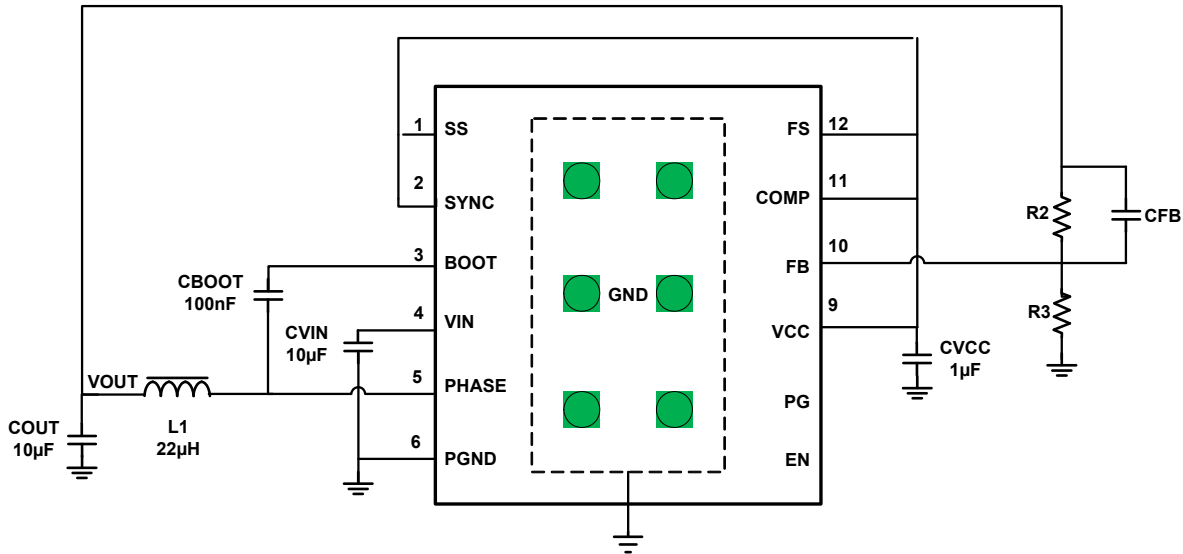 1
SS
FS
12
2
SYNC
COMP
11
R2
CFB
3
BOOT
FB
10
CBOOT
100nF
GND
9
VCC
R3
4
VIN
CVIN
10µF
CVCC
1µF
VOUT
5
PHASE
PG
L1
22µH
COUT
10µF
6
PGND
EN